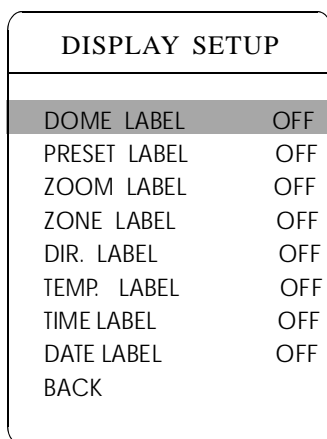 DISPLAY SETUP
DOME LABEL OFF
PRESET LABEL OFF
ZOOM LABEL OFF
ZONE LABEL OFF
DIR. LABEL OFF
TEMP. LABEL OFF
TIME LABEL OFF
DATE LABEL OFF
BACK